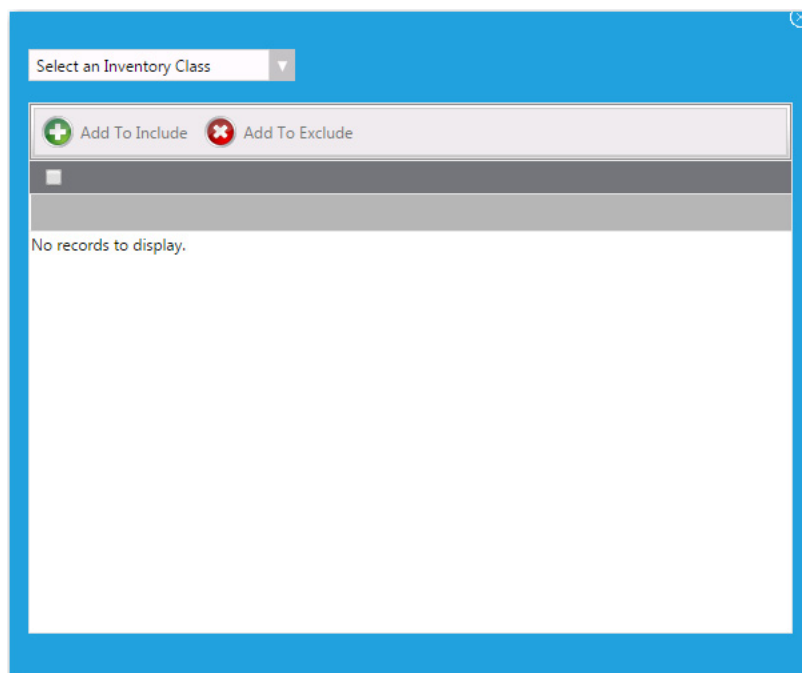 Select an Inventory Class
Add To Include Add To Exclude
No records to display.